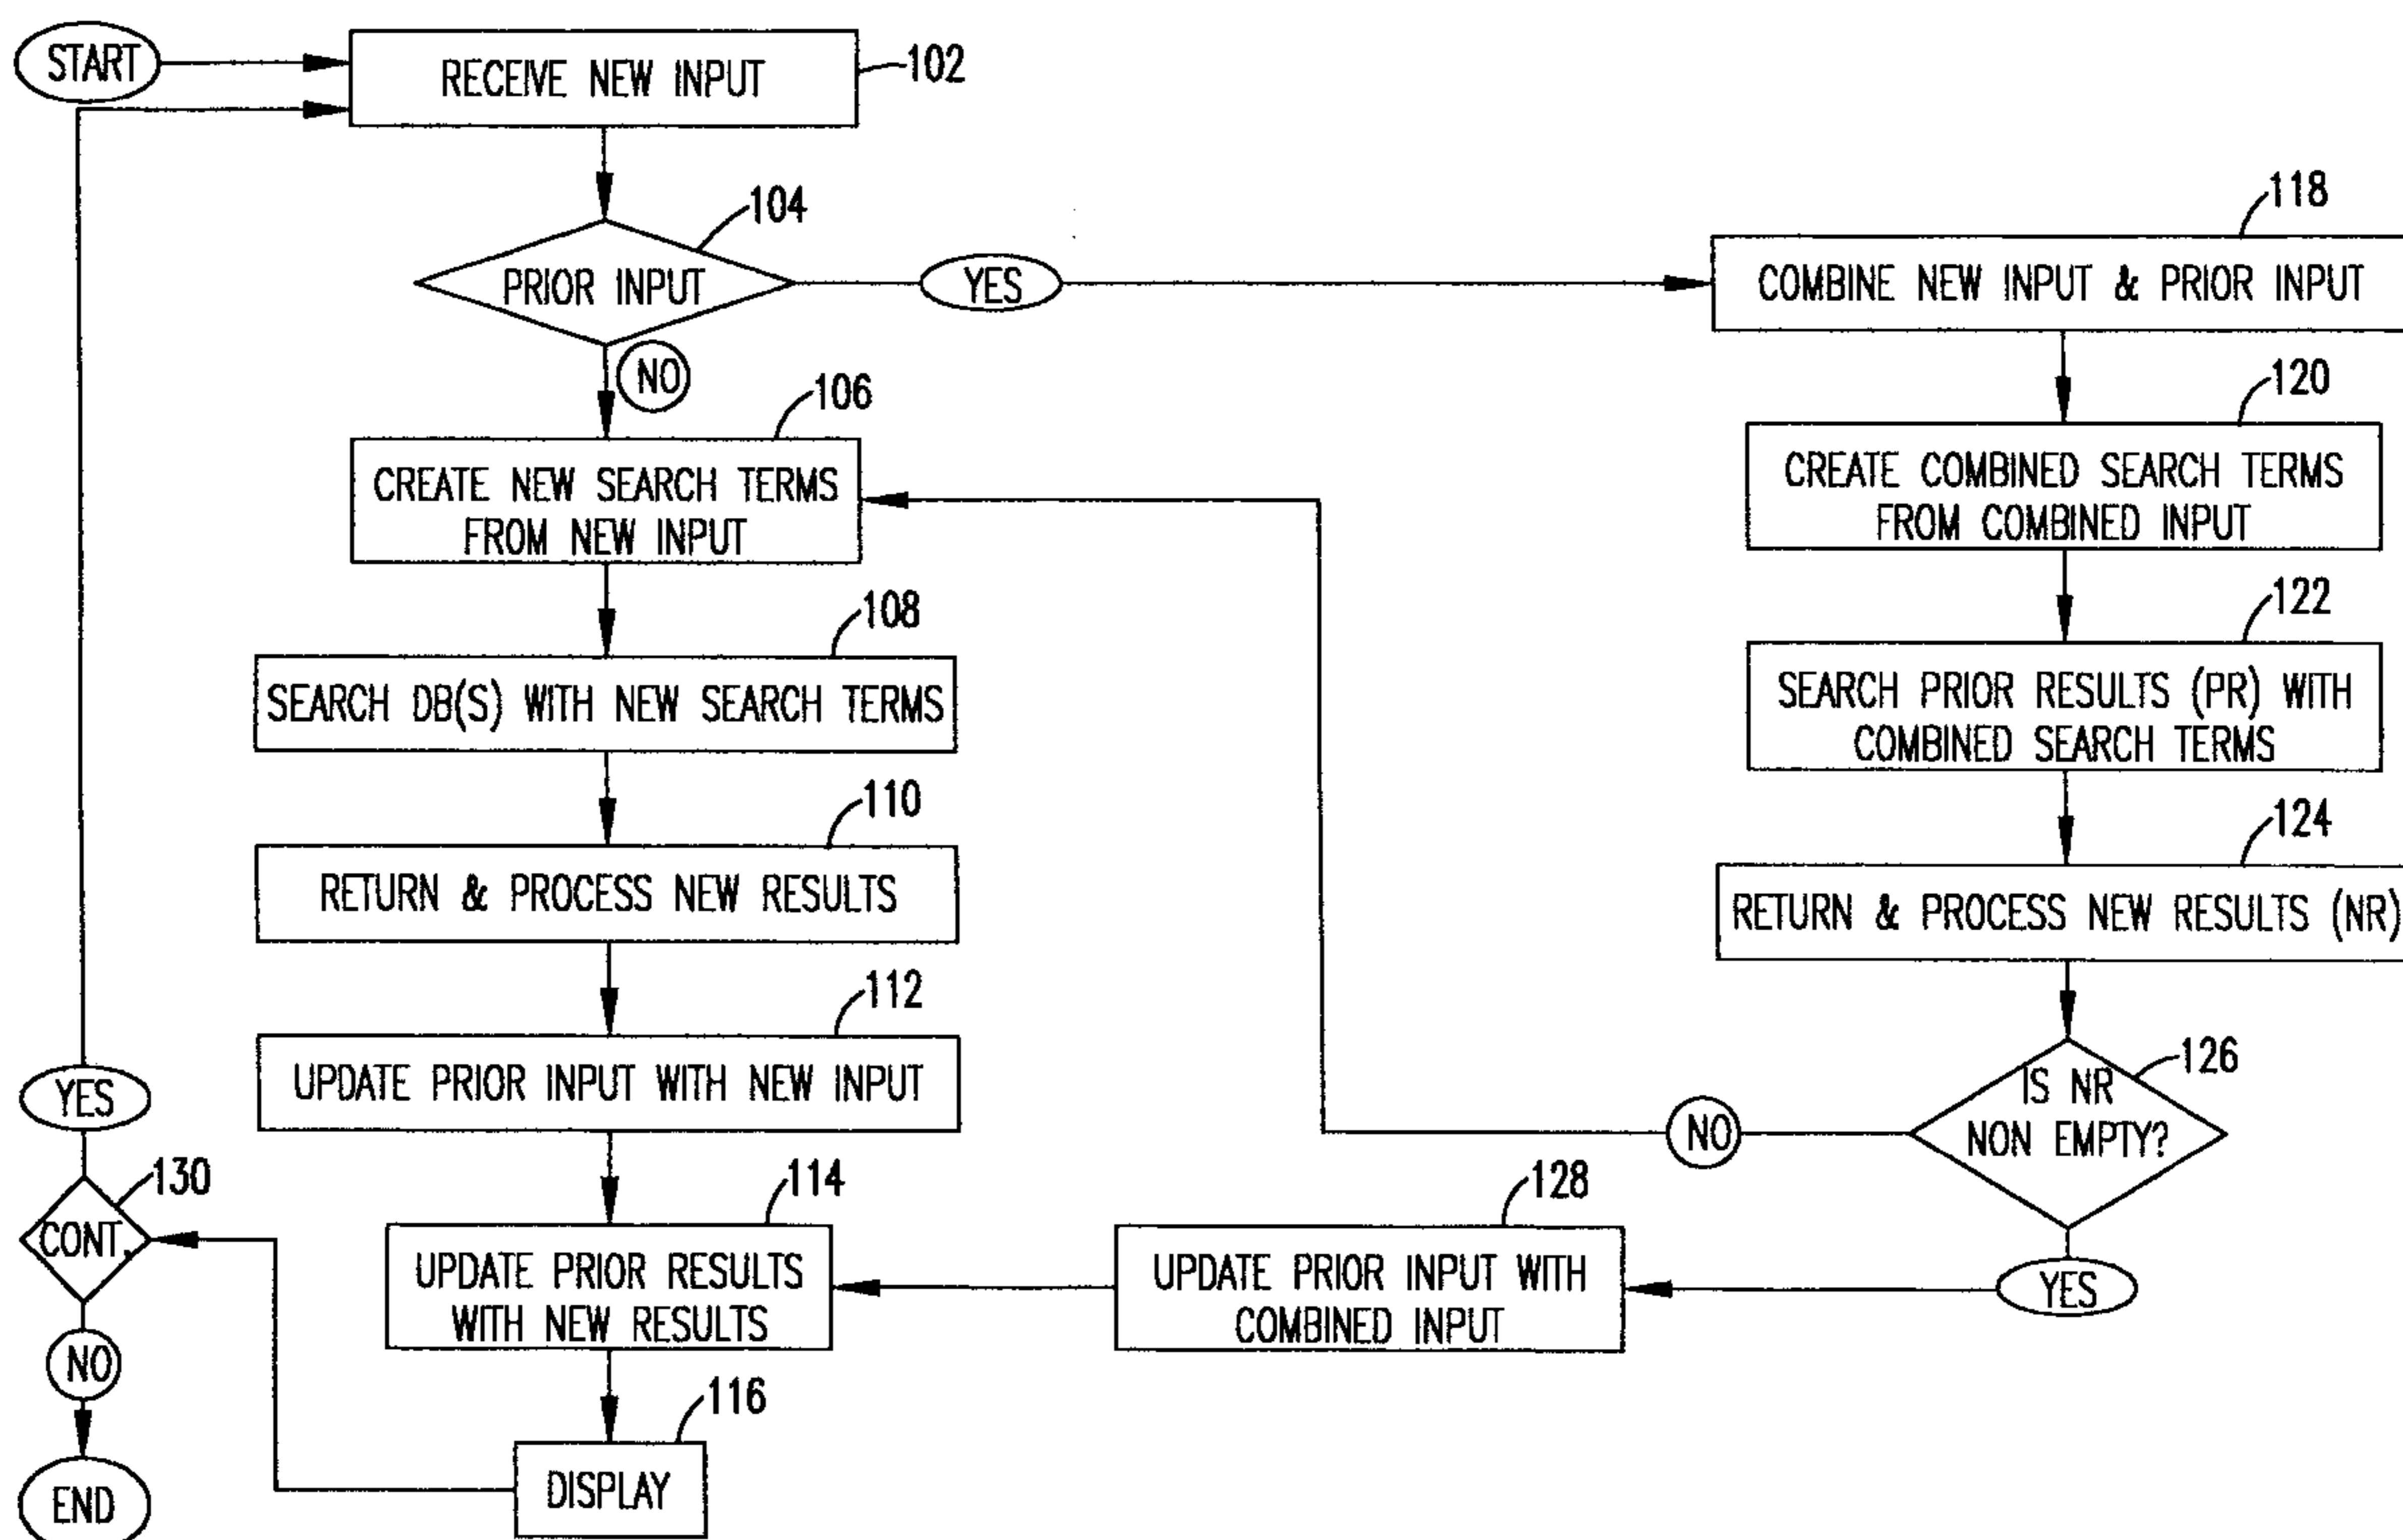 START
RECEIVE NEW INPUT
102
104
PRIOR INPUT
YES
NO
106
CREATE NEW SEARCH TERMS
FROM NEW INPUT
108
SEARCH DB(S) WITH NEW SEARCH TERMS
110
RETURN & PROCESS NEW RESULTS
112
UPDATE PRIOR INPUT WITH NEW INPUT
114
UPDATE PRIOR RESULTS
WITH NEW RESULTS
116
DISPLAY
118
COMBINE NEW INPUT & PRIOR INPUT
120
CREATE COMBINED SEARCH TERMS
FROM COMBINED INPUT
122
SEARCH PRIOR RESULTS (PR) WITH
COMBINED SEARCH TERMS
124
RETURN & PROCESS NEW RESULTS (NR)
126
IS NR
NON EMPTY?
NO
YES
128
UPDATE PRIOR INPUT WITH
COMBINED INPUT
130
CONT.
YES
NO
END